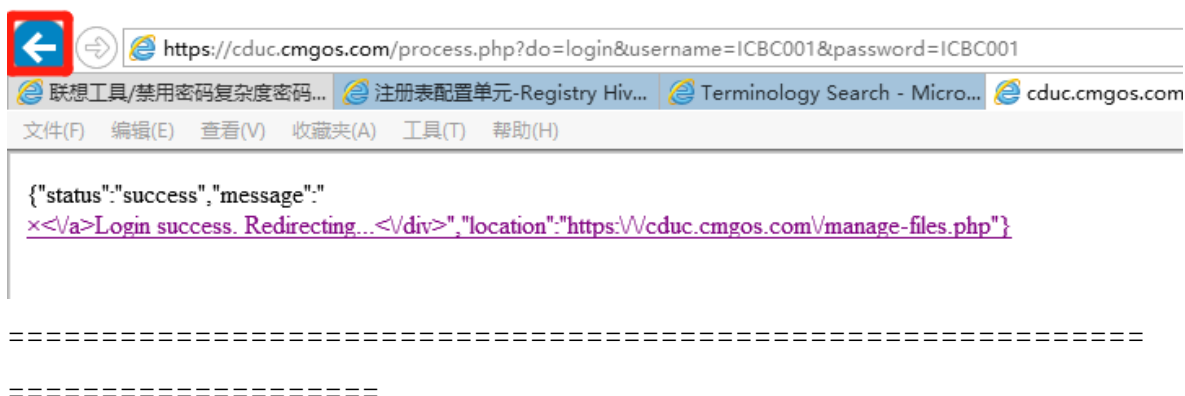 https://cduc.cmgos.com/process.php?do=login&username=ICBC001&password=ICBC001
联想工具/禁用密码复杂度密码... 注册表配置单元-Registry Hiv... Terminology Search - Micro... cduc.cmgos.com
文件(F) 编辑(E) 查看(V) 收藏夹(A) 工具(T) 帮助(H)
{"status":"success","message":"
×<\/a>Login success. Redirecting...<\/div>","location":"https:\/\/cduc.cmgos.com\/manage-files.php"}
=============================================================
====================